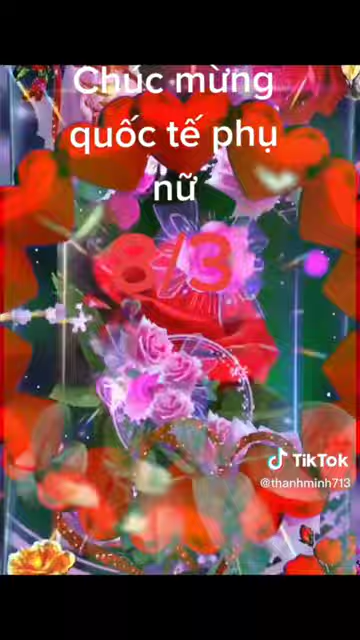 Chúc mừng
quốc tế phụ
nữ
8/3
TikTok
@thanhminh713